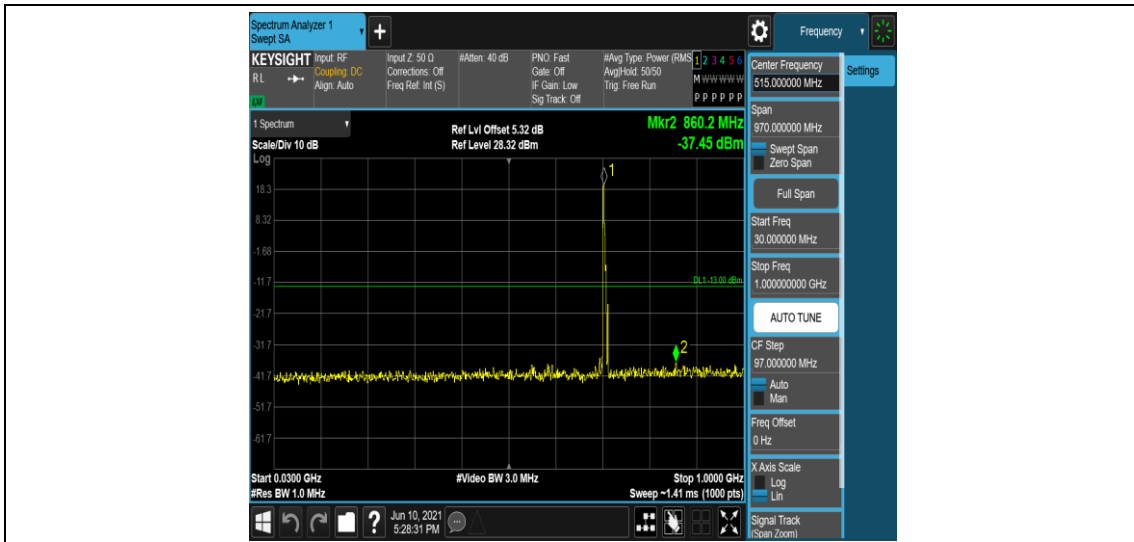 Spectrum Analyzer 1
Swept SA
+
Frequency
KEYSIGHT
RL
LXI
Input: RF
Coupling: DC
Align: Auto
Input Z: 50 Ω
Corrections: Off
Freq Ref: Int (S)
#Atten: 40 dB
PNO: Fast
Gate: Off
IF Gain: Low
Sig Track: Off
#Avg Type: Power (RMS
Avg|Hold: 50/50
Trig: Free Run
1 2 3 4 5 6
M W W W W W
P P P P P P
1 Spectrum
Scale/Div 10 dB
Log
Ref Lvl Offset 5.32 dB
Ref Level 28.32 dBm
Mkr2 860.2 MHz
-37.45 dBm
1
18.3
8.32
-1.68
-11.7
DL1 -13.00 dBm
-21.7
-31.7
2
-41.7
-51.7
-61.7
Start 0.0300 GHz
#Res BW 1.0 MHz
#Video BW 3.0 MHz
Stop 1.0000 GHz
Sweep ~1.41 ms (1000 pts)
Center Frequency
515.000000 MHz
Settings
Span
970.000000 MHz
Swept Span
Zero Span
Full Span
Start Freq
30.000000 MHz
Stop Freq
1.000000000 GHz
AUTO TUNE
CF Step
97.000000 MHz
Auto
Man
Freq Offset
0 Hz
X Axis Scale
Log
Lin
Signal Track
(Span Zoom)
?
Jun 10, 2021
5:28:31 PM